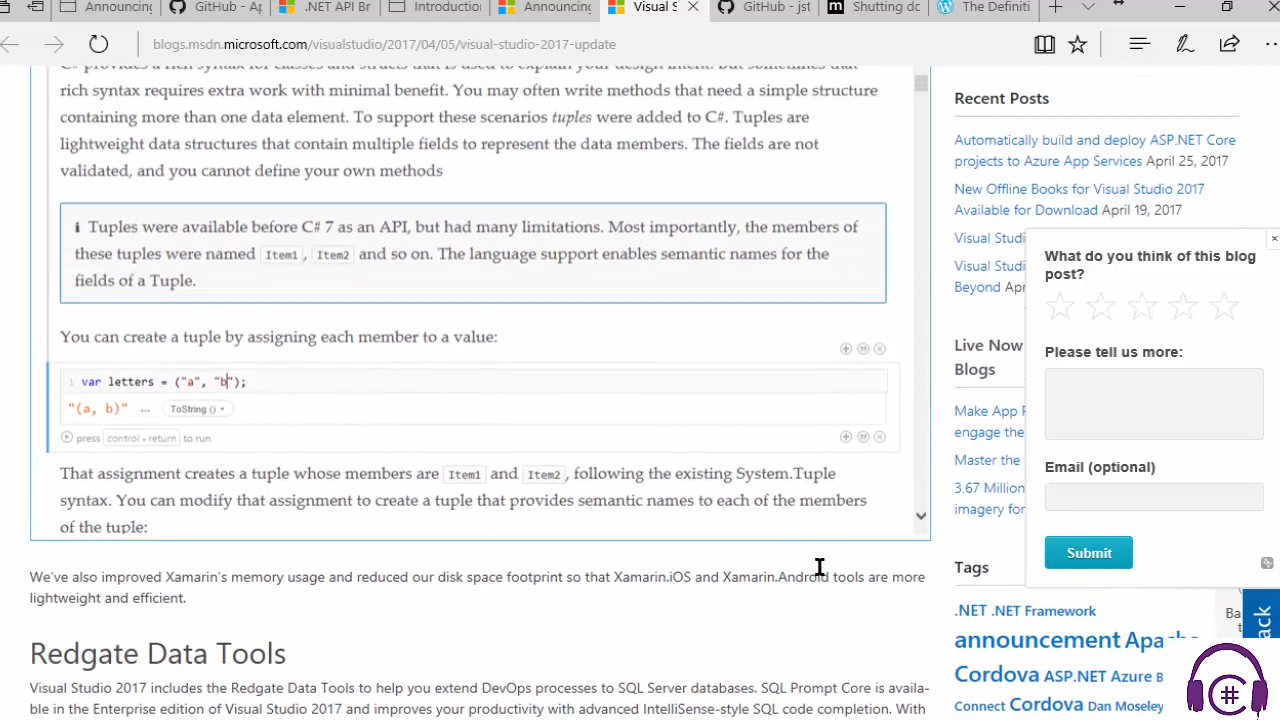 Announcing
GitHub - Ap
.NET API Br
Introduction
Announcing
Visual S
GitHub - jst
Shutting do
The Definiti
blogs.msdn.microsoft.com/visualstudio/2017/04/05/visual-studio-2017-update
C# provides a rich syntax for classes and structs that is used to explain your design intent. But sometimes that
rich syntax requires extra work with minimal benefit. You may often write methods that need a simple structure
containing more than one data element. To support these scenarios tuples were added to C#. Tuples are
lightweight data structures that contain multiple fields to represent the data members. The fields are not
validated, and you cannot define your own methods
Tuples were available before C# 7 as an API, but had many limitations. Most importantly, the members of
these tuples were named Item1, Item2 and so on. The language support enables semantic names for the
fields of a Tuple.
You can create a tuple by assigning each member to a value:
1 var letters = ("a", "b");
"(a, b)" ... ToString ()
press control + return to run
That assignment creates a tuple whose members are Item1 and Item2, following the existing System.Tuple
syntax. You can modify that assignment to create a tuple that provides semantic names to each of the members
of the tuple:
We've also improved Xamarin's memory usage and reduced our disk space footprint so that Xamarin.iOS and Xamarin.Android tools are more
lightweight and efficient.
Redgate Data Tools
Visual Studio 2017 includes the Redgate Data Tools to help you extend DevOps processes to SQL Server databases. SQL Prompt Core is availa-
ble in the Enterprise edition of Visual Studio 2017 and improves your productivity with advanced IntelliSense-style SQL code completion. With
Recent Posts
Automatically build and deploy ASP.NET Core
projects to Azure App Services April 25, 2017
New Offline Books for Visual Studio 2017
Available for Download April 19, 2017
Visual Studi
Visual Studi
Beyond Apr
Live Now
Blogs
Make App P
engage the
Master the
3.67 Million
imagery for
Tags
.NET .NET Framework
announcement Apache
Cordova ASP.NET Azure B
Connect Cordova Dan Moseley
What do you think of this blog
post?
Please tell us more:
Email (optional)
Submit
Ba
ack
#